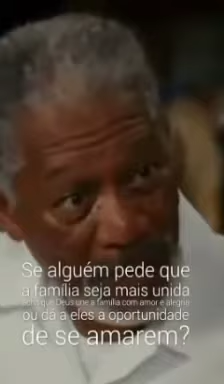 Se alguém pede que
a família seja mais unida
acha que Deus une a família com amor e alegria
ou dá a eles a oportunidade
de se amarem?